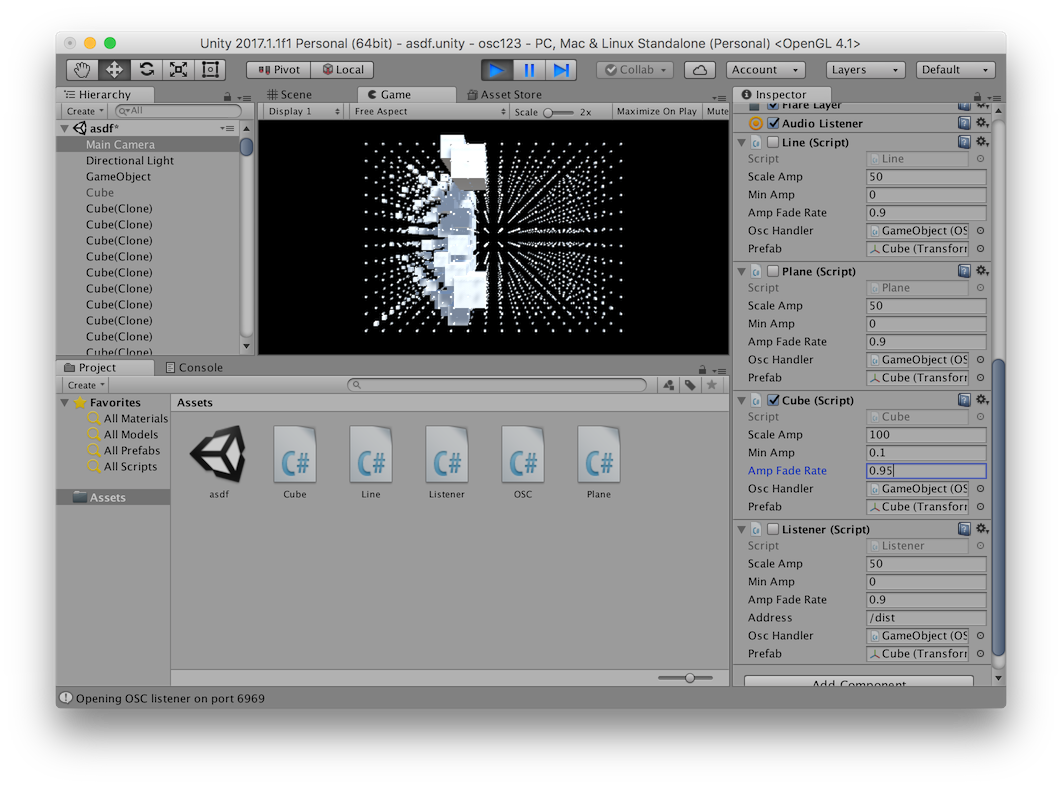 Unity 2017.1.1f1 Personal (64bit) - asdf.unity - osc123 - PC, Mac & Linux Standalone (Personal) <OpenGL 4.1>
Pivot Local Collab Account Layers Default
Hierarchy
Create All
asdf*
Main Camera
Directional Light
GameObject
Cube
Cube(Clone)
Cube(Clone)
Cube(Clone)
Cube(Clone)
Cube(Clone)
Cube(Clone)
Cube(Clone)
Cube(Clone)
Cube(Clone)
Cube(Clone)
Scene Game Asset Store
Display 1 Free Aspect Scale 2x Maximize On Play Mute
Project Console
Create
Favorites
All Materials
All Models
All Prefabs
All Scripts
Assets
Assets
asdf Cube Line Listener OSC Plane
Inspector
Flare Layer
Audio Listener
Line (Script)
Script Line
Scale Amp 50
Min Amp 0
Amp Fade Rate 0.9
Osc Handler GameObject (OS
Prefab Cube (Transforr
Plane (Script)
Script Plane
Scale Amp 50
Min Amp 0
Amp Fade Rate 0.9
Osc Handler GameObject (OS
Prefab Cube (Transforr
Cube (Script)
Script Cube
Scale Amp 100
Min Amp 0.1
Amp Fade Rate 0.95
Osc Handler GameObject (OS
Prefab Cube (Transforr
Listener (Script)
Script Listener
Scale Amp 50
Min Amp 0
Amp Fade Rate 0.9
Address /dist
Osc Handler GameObject (OS
Prefab Cube (Transforr
Add Component
Opening OSC listener on port 6969